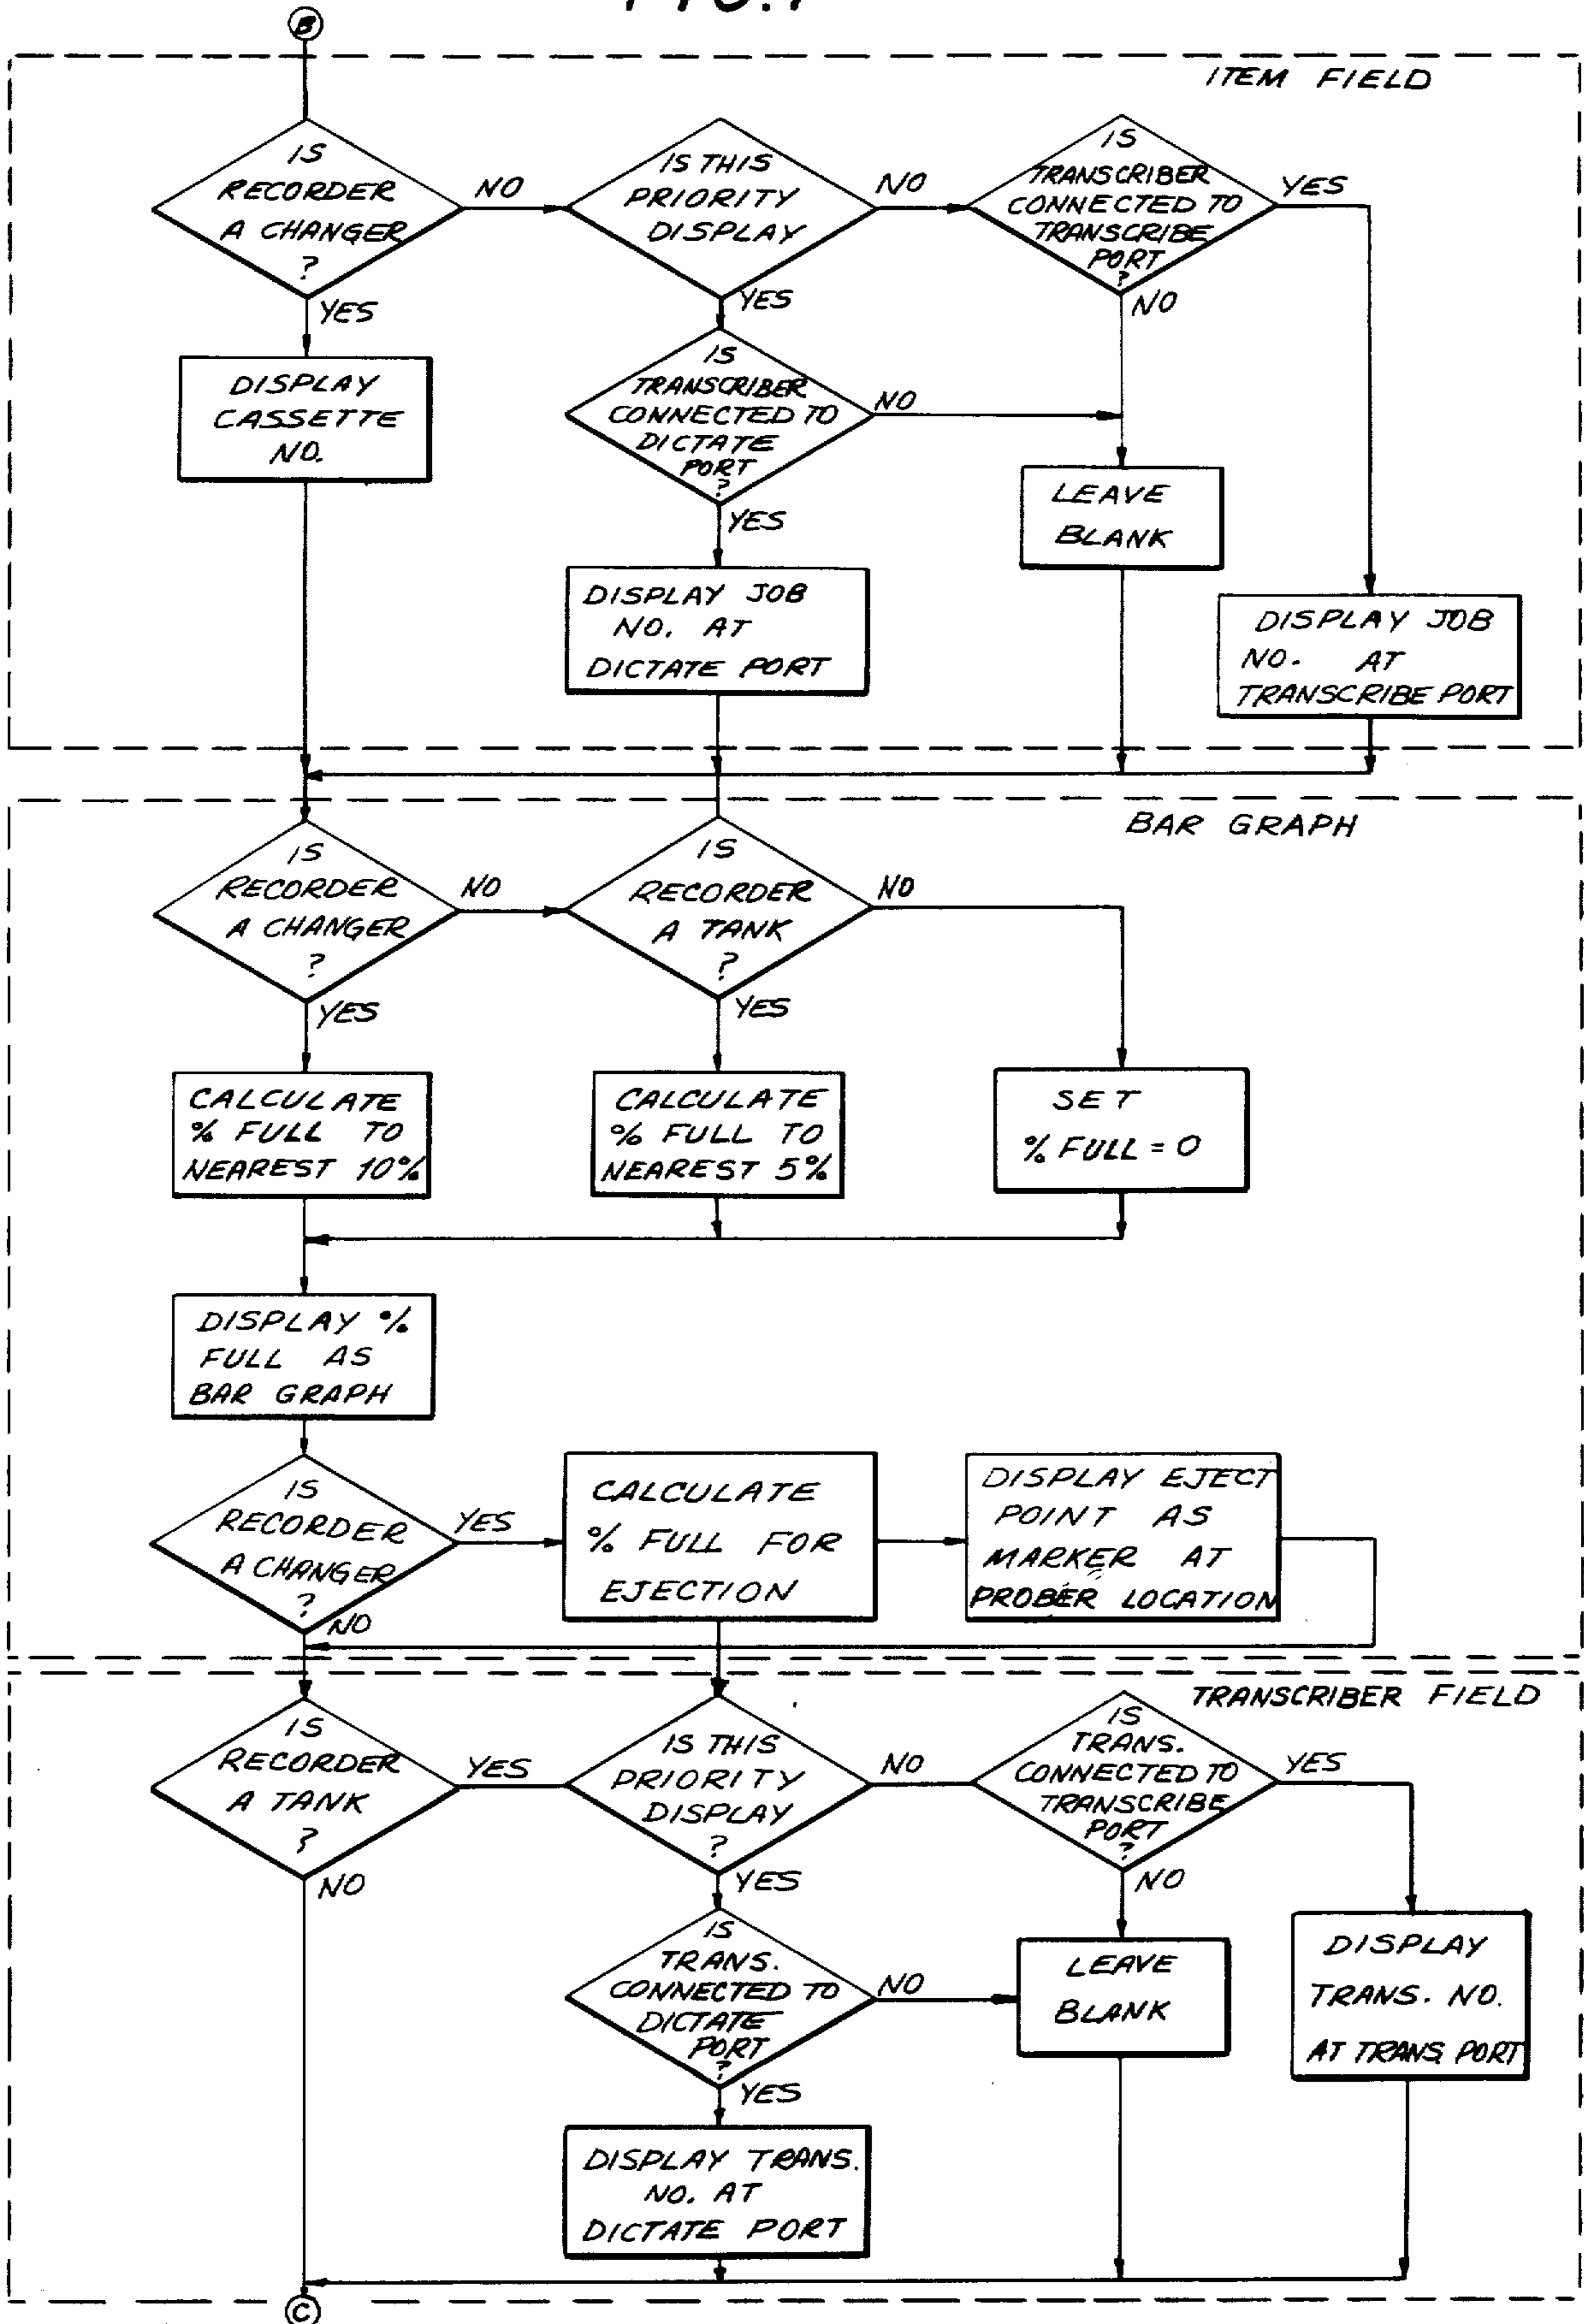 B
ITEM FIELD
IS
RECORDER
A CHANGER
?
NO
YES
IS THIS
PRIORITY
DISPLAY
NO
YES
IS
TRANSCRIBER
CONNECTED TO
TRANSCRIBE
PORT
?
YES
NO
DISPLAY
CASSETTE
NO.
IS
TRANSCRIBER
CONNECTED TO
DICTATE
PORT
?
NO
YES
LEAVE
BLANK
DISPLAY JOB
NO. AT
DICTATE PORT
DISPLAY JOB
NO. AT
TRANSCRIBE PORT
BAR GRAPH
IS
RECORDER
A CHANGER
?
NO
YES
IS
RECORDER
A TANK
?
NO
YES
CALCULATE
% FULL TO
NEAREST 10%
CALCULATE
% FULL TO
NEAREST 5%
SET
% FULL = 0
DISPLAY %
FULL AS
BAR GRAPH
IS
RECORDER
A CHANGER
?
YES
NO
CALCULATE
% FULL FOR
EJECTION
DISPLAY EJECT
POINT AS
MARKER AT
PROBER LOCATION
TRANSCRIBER FIELD
IS
RECORDER
A TANK
?
YES
NO
IS THIS
PRIORITY
DISPLAY
?
NO
YES
IS
TRANS.
CONNECTED TO
TRANSCRIBE
PORT
?
YES
NO
IS
TRANS.
CONNECTED TO
DICTATE
PORT
?
NO
YES
LEAVE
BLANK
DISPLAY
TRANS. NO.
AT TRANS. PORT
DISPLAY TRANS.
NO. AT
DICTATE PORT
C